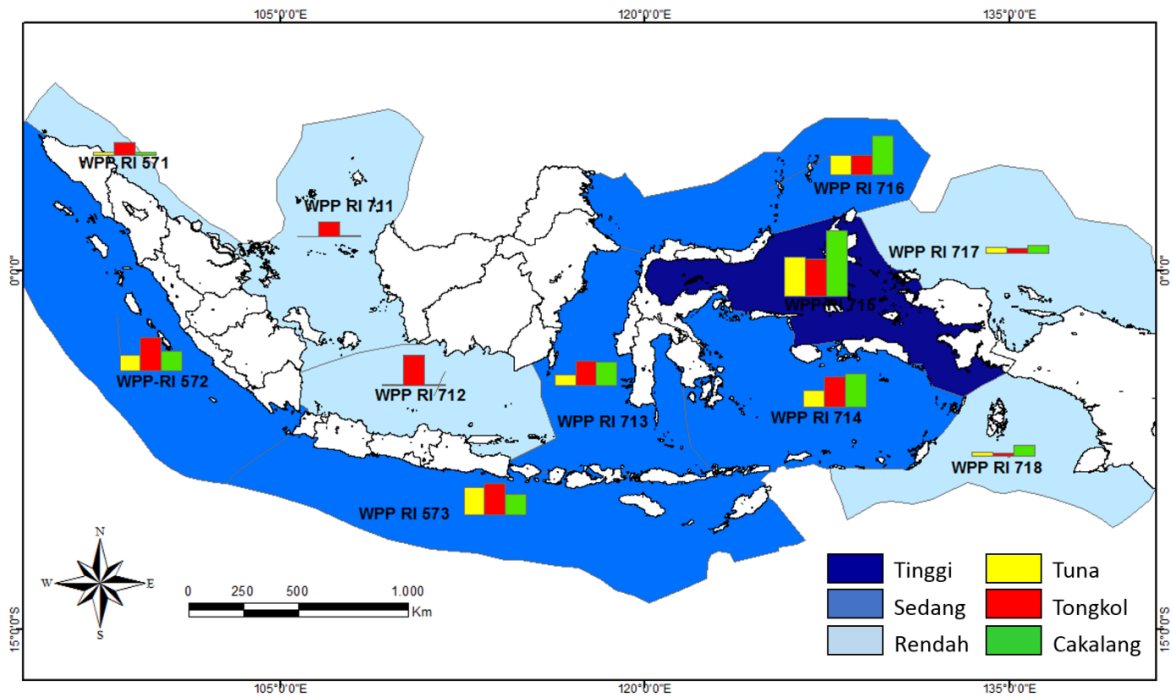 105°0'0"E 120°0'0"E 135°0'0"E
WPP RI 571
WPP RI 716
WPP RI 711
0°0'0"
WPP RI 717
0°0'0"
WPP RI 715
WPP-RI 572
WPP RI 712
WPP RI 713
WPP RI 714
WPP RI 718
WPP RI 573
N
W E
S
0 250 500 1.000
Km
Tinggi Tuna
Sedang Tongkol
Rendah Cakalang
15°0'0"S
15°0'0"S
105°0'0"E 120°0'0"E 135°0'0"E